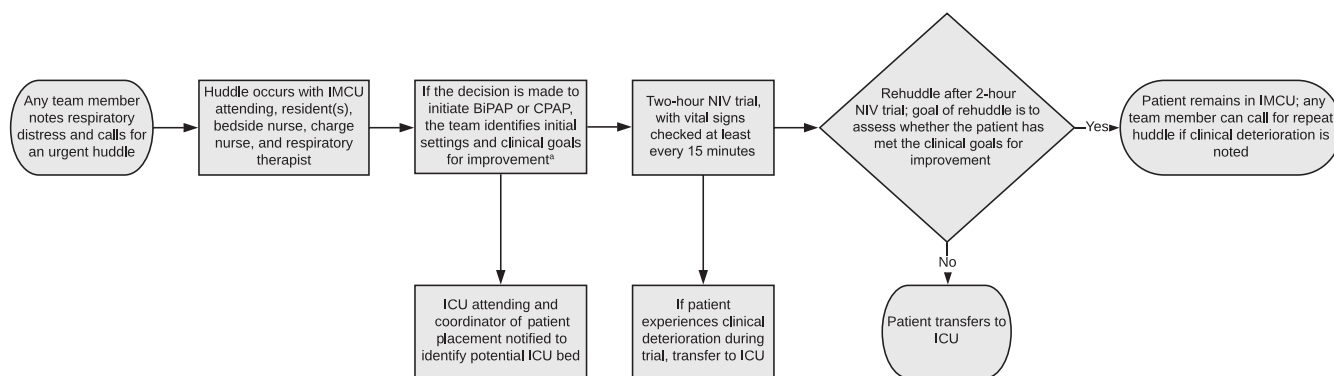 Any team member
notes respiratory
distress and calls for
an urgent huddle
Huddle occurs with IMCU
attending, resident(s),
bedside nurse, charge
nurse, and respiratory
therapist
If the decision is made to
initiate BiPAP or CPAP,
the team identifies initial
settings and clinical goals
for improvementᵃ
Two-hour NIV trial,
with vital signs
checked at least
every 15 minutes
Rehuddle after 2-hour
NIV trial; goal of rehuddle is to
assess whether the patient has
met the clinical goals for
improvement
Yes
Patient remains in IMCU; any
team member can call for repeat
huddle if clinical deterioration is
noted
No
ICU attending and
coordinator of patient
placement notified to
identify potential ICU bed
If patient
experiences clinical
deterioration during
trial, transfer to ICU
Patient transfers to
ICU